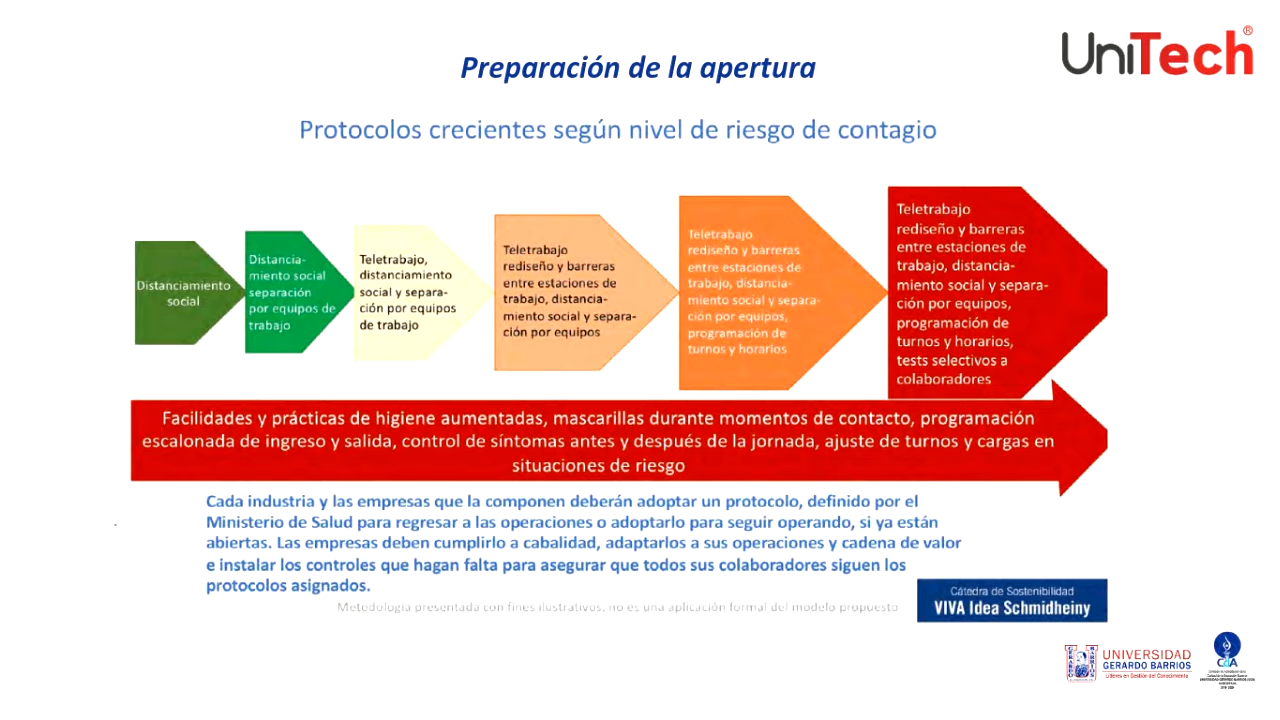 Preparación de la apertura
UniTech®
Protocolos crecientes según nivel de riesgo de contagio
Distanciamiento
social
Distancia-
miento social
separación
por equipos de
trabajo
Teletrabajo,
distanciamiento
social y separa-
ción por equipos
de trabajo
Teletrabajo
rediseño y barreras
entre estaciones de
trabajo, distancia-
miento social y separa-
ción por equipos
Teletrabajo
rediseño y barreras
entre estaciones de
trabajo, distancia-
miento social y separa-
ción por equipos,
programación de
turnos y horarios
Teletrabajo
rediseño y barreras
entre estaciones de
trabajo, distancia-
miento social y separa-
ción por equipos,
programación de
turnos y horarios,
tests selectivos a
colaboradores
Facilidades y prácticas de higiene aumentadas, mascarillas durante momentos de contacto, programación
escalonada de ingreso y salida, control de síntomas antes y después de la jornada, ajuste de turnos y cargas en
situaciones de riesgo
Cada industria y las empresas que la componen deberán adoptar un protocolo, definido por el
Ministerio de Salud para regresar a las operaciones o adoptarlo para seguir operando, si ya están
abiertas. Las empresas deben cumplirlo a cabalidad, adaptarlos a sus operaciones y cadena de valor
e instalar los controles que hagan falta para asegurar que todos sus colaboradores siguen los
protocolos asignados.
Metodología presentada con fines ilustrativos, no es una aplicación formal del modelo propuesto
Cátedra de Sostenibilidad
VIVA Idea Schmidheiny
UNIVERSIDAD
GERARDO BARRIOS
Líderes en Gestión del Conocimiento
CdA